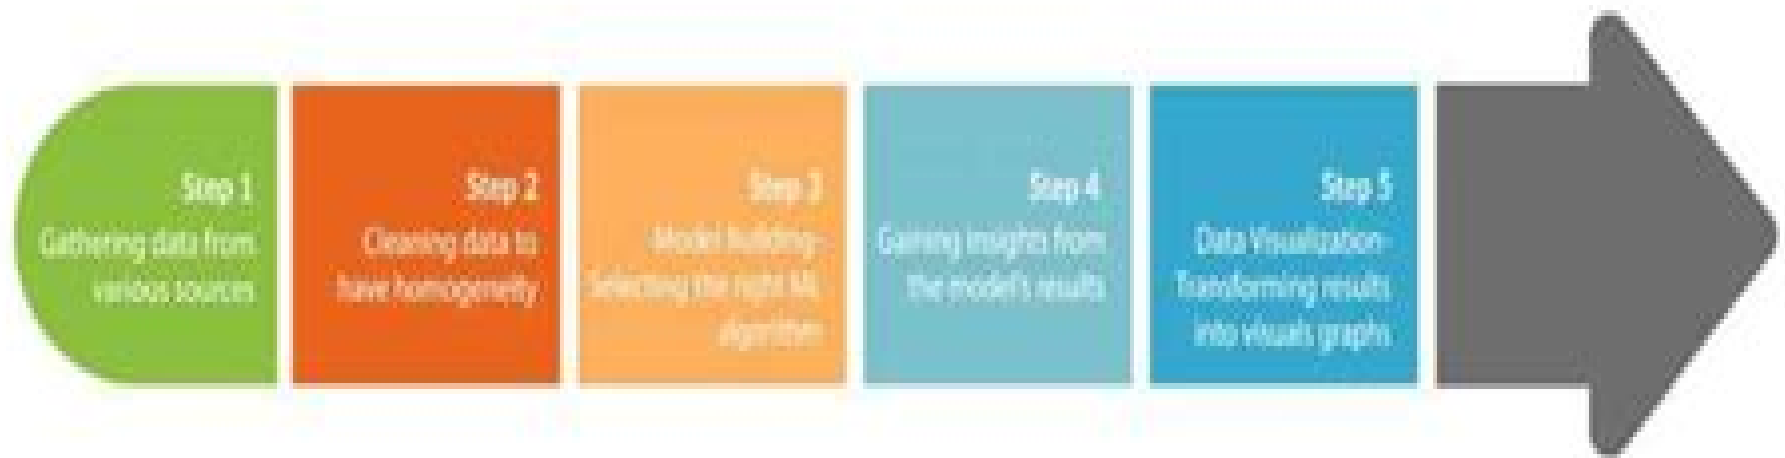 Step 1
Gathering data from
various sources
Step 2
Cleaning data to
have homogeneity
Step 3
Model Building-
Selecting the right ML
algorithm
Step 4
Gaining insights from
the model's results
Step 5
Data Visualization-
Transforming results
into visuals graphs